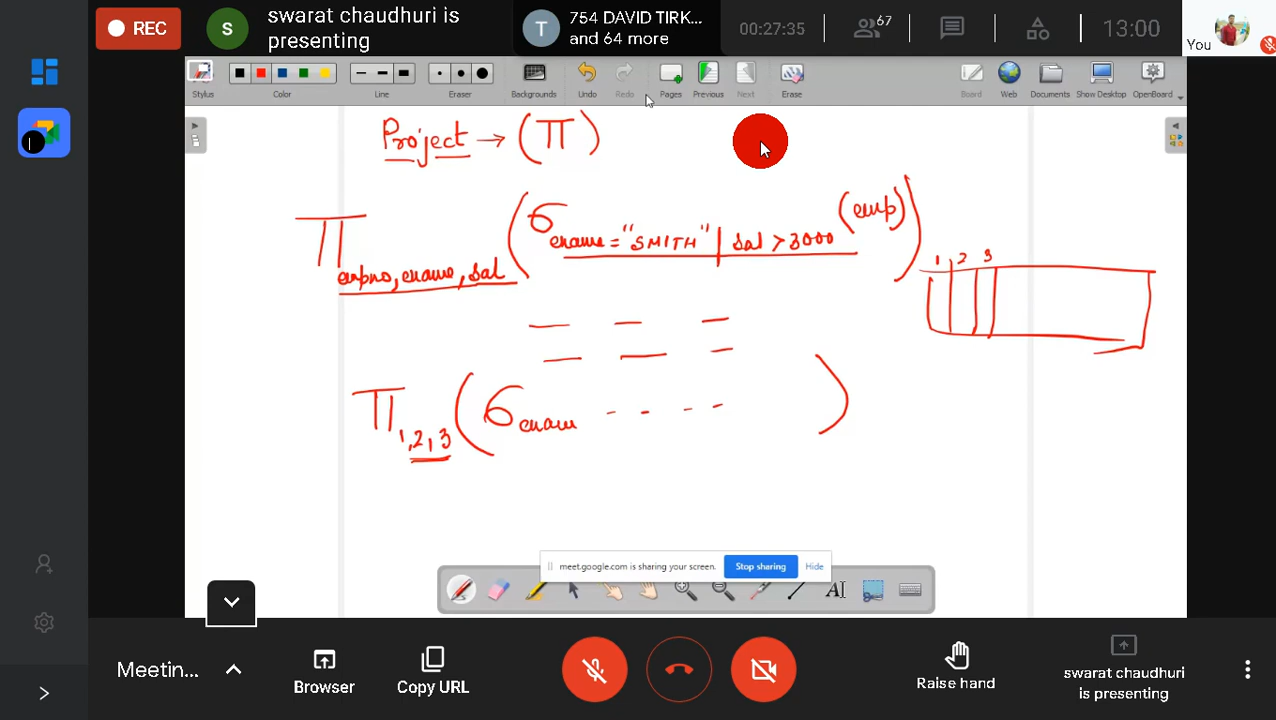 REC
S
swarat chaudhuri is
presenting
T
754 DAVID TIRK...
and 64 more
00:27:35
67
13:00
You
Stylus
Color
Line
Eraser
Backgrounds
Undo
Redo
Pages
Previous
Next
Erase
Board
Web
Documents
Show Desktop
OpenBoard
Project → (π)
π empno, ename, sal (σ ename = "SMITH" | sal > 3000 (emp))
1 2 3
π 1, 2, 3 (σ enam - - - - )
meet.google.com is sharing your screen.
Stop sharing
Hide
AI
Meetin...
Browser
Copy URL
Raise hand
swarat chaudhuri
is presenting